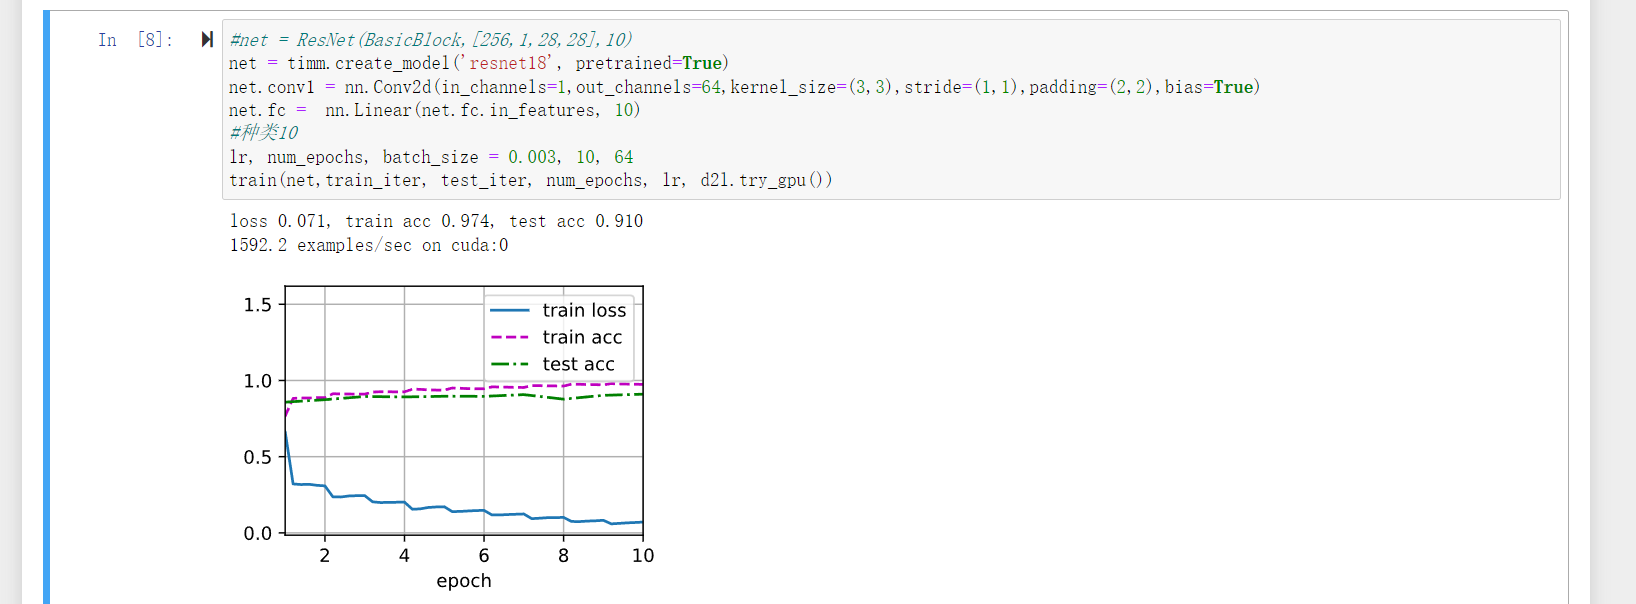 In [8]:
#net = ResNet(BasicBlock,[256,1,28,28],10)
net = timm.create_model('resnet18', pretrained=True)
net.conv1 = nn.Conv2d(in_channels=1,out_channels=64,kernel_size=(3,3),stride=(1,1),padding=(2,2),bias=True)
net.fc =  nn.Linear(net.fc.in_features, 10)
#种类10
lr, num_epochs, batch_size = 0.003, 10, 64
train(net,train_iter, test_iter, num_epochs, lr, d2l.try_gpu())
loss 0.071, train acc 0.974, test acc 0.910
1592.2 examples/sec on cuda:0
1.5
1.0
0.5
0.0
train loss
train acc
test acc
2 4 6 8 10
epoch